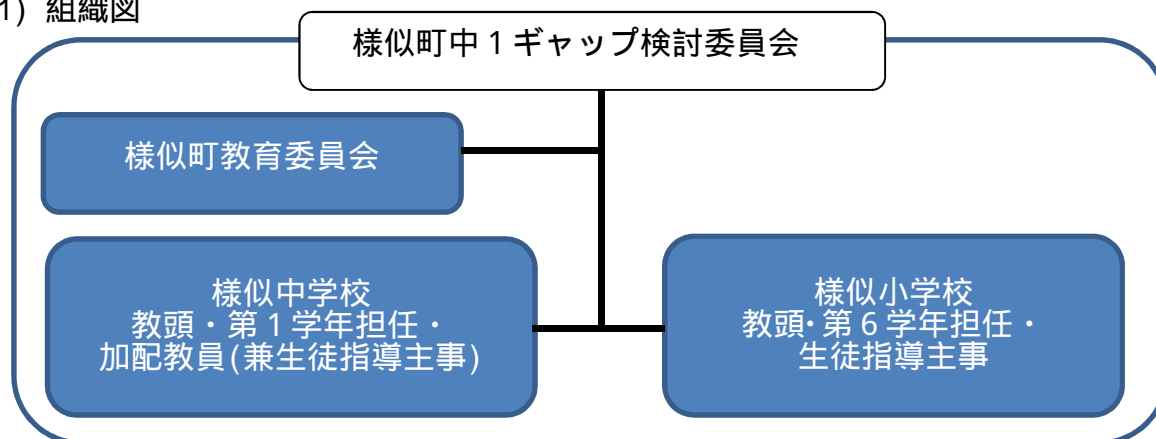 1) 組織図
様似町中１ギャップ検討委員会
様似町教育委員会
様似中学校
教頭・第１学年担任・
加配教員(兼生徒指導主事)
様似小学校
教頭・第６学年担任・
生徒指導主事